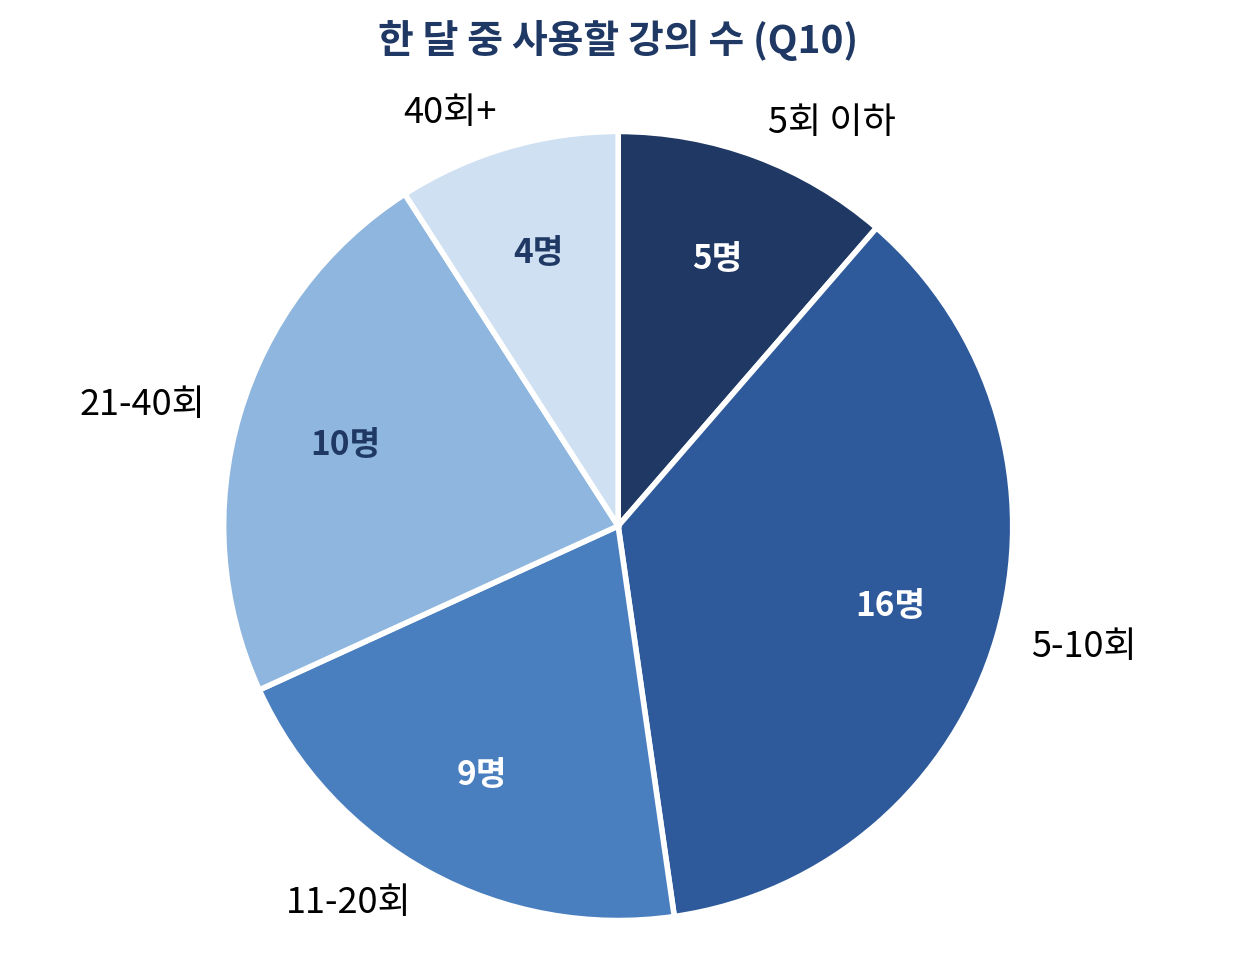 한 달 중 사용할 강의 수 (Q10)
40회+
5회 이하
4명
5명
21-40회
10명
16명
5-10회
9명
11-20회